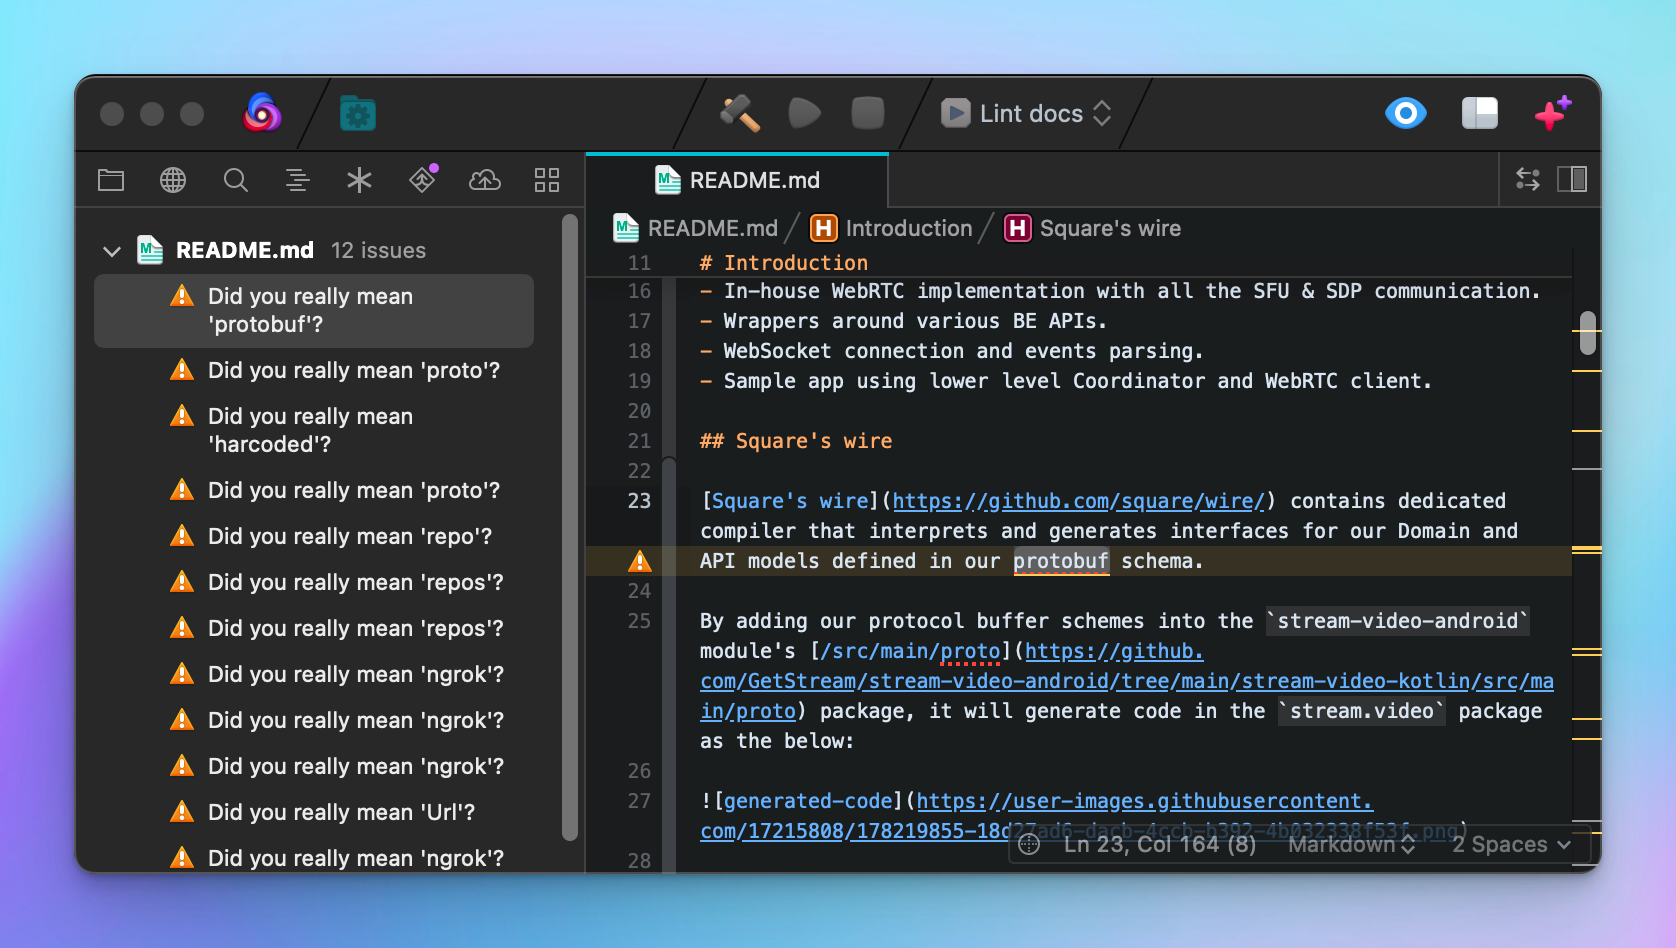 Lint docs
README.md
README.md 12 issues
Did you really mean
'protobuf'?
Did you really mean 'proto'?
Did you really mean
'harcoded'?
Did you really mean 'proto'?
Did you really mean 'repo'?
Did you really mean 'repos'?
Did you really mean 'repos'?
Did you really mean 'ngrok'?
Did you really mean 'ngrok'?
Did you really mean 'ngrok'?
Did you really mean 'Url'?
Did you really mean 'ngrok'?
README.md / H Introduction / H Square's wire
11 # Introduction
16 - In-house WebRTC implementation with all the SFU & SDP communication.
17 - Wrappers around various BE APIs.
18 - WebSocket connection and events parsing.
19 - Sample app using lower level Coordinator and WebRTC client.
20
21 ## Square's wire
22
23 [Square's wire](https://github.com/square/wire/) contains dedicated
compiler that interprets and generates interfaces for our Domain and
API models defined in our protobuf schema.
24
25 By adding our protocol buffer schemes into the `stream-video-android`
module's [/src/main/proto](https://github.
com/GetStream/stream-video-android/tree/main/stream-video-kotlin/src/ma
in/proto) package, it will generate code in the `stream.video` package
as the below:
26
27 ![generated-code](https://user-images.githubusercontent.
com/17215808/178219855-18d27ad6-dacb-4ccb-b392-4b032338f53f.png)
28
Ln 23, Col 164 (8) Markdown 2 Spaces